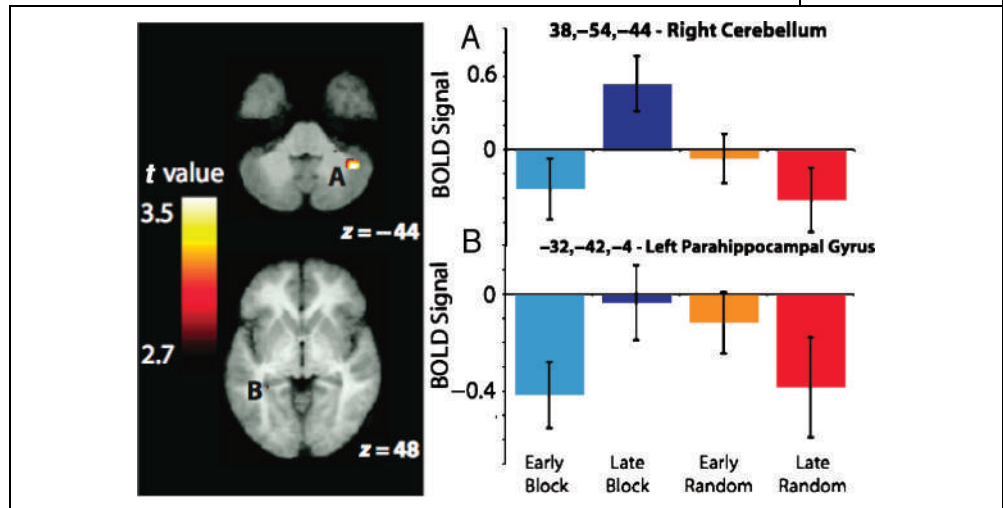 t value
3.5
2.7
A
z = −44
B
z = 48
A
38,−54,−44 - Right Cerebellum
BOLD Signal
0.6
0
B
−32,−42,−4 - Left Parahippocampal Gyrus
BOLD Signal
0
−0.4
Early
Block
Late
Block
Early
Random
Late
Random